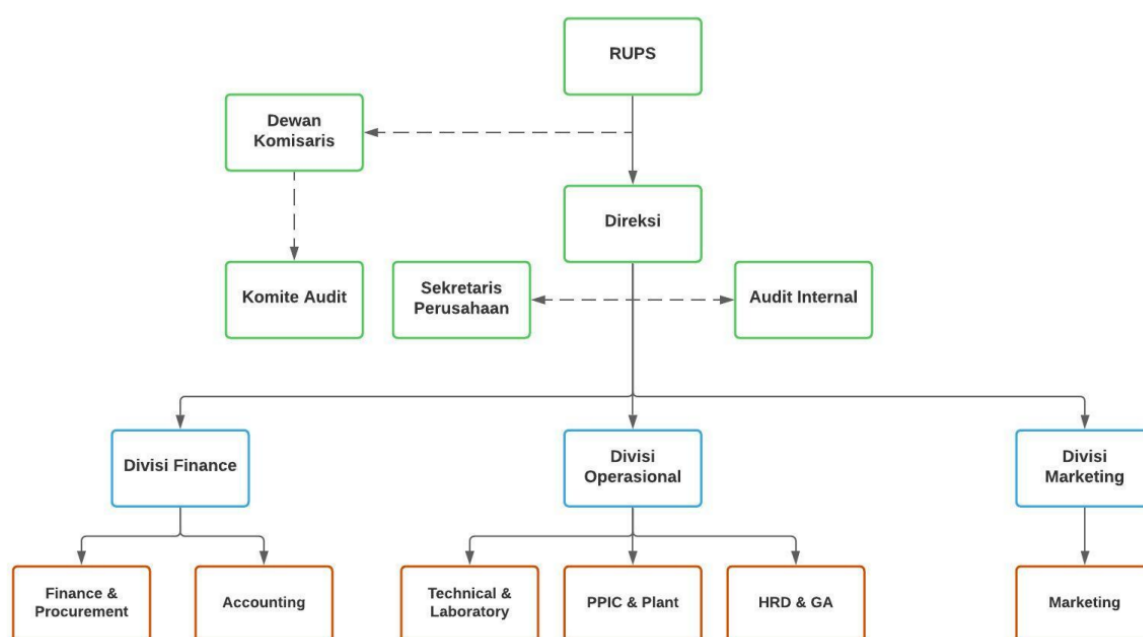 RUPS
Dewan
Komisaris
Direksi
Komite Audit
Sekretaris
Perusahaan
Audit Internal
Divisi Finance
Divisi
Operasional
Divisi
Marketing
Finance &
Procurement
Accounting
Technical &
Laboratory
PPIC & Plant
HRD & GA
Marketing